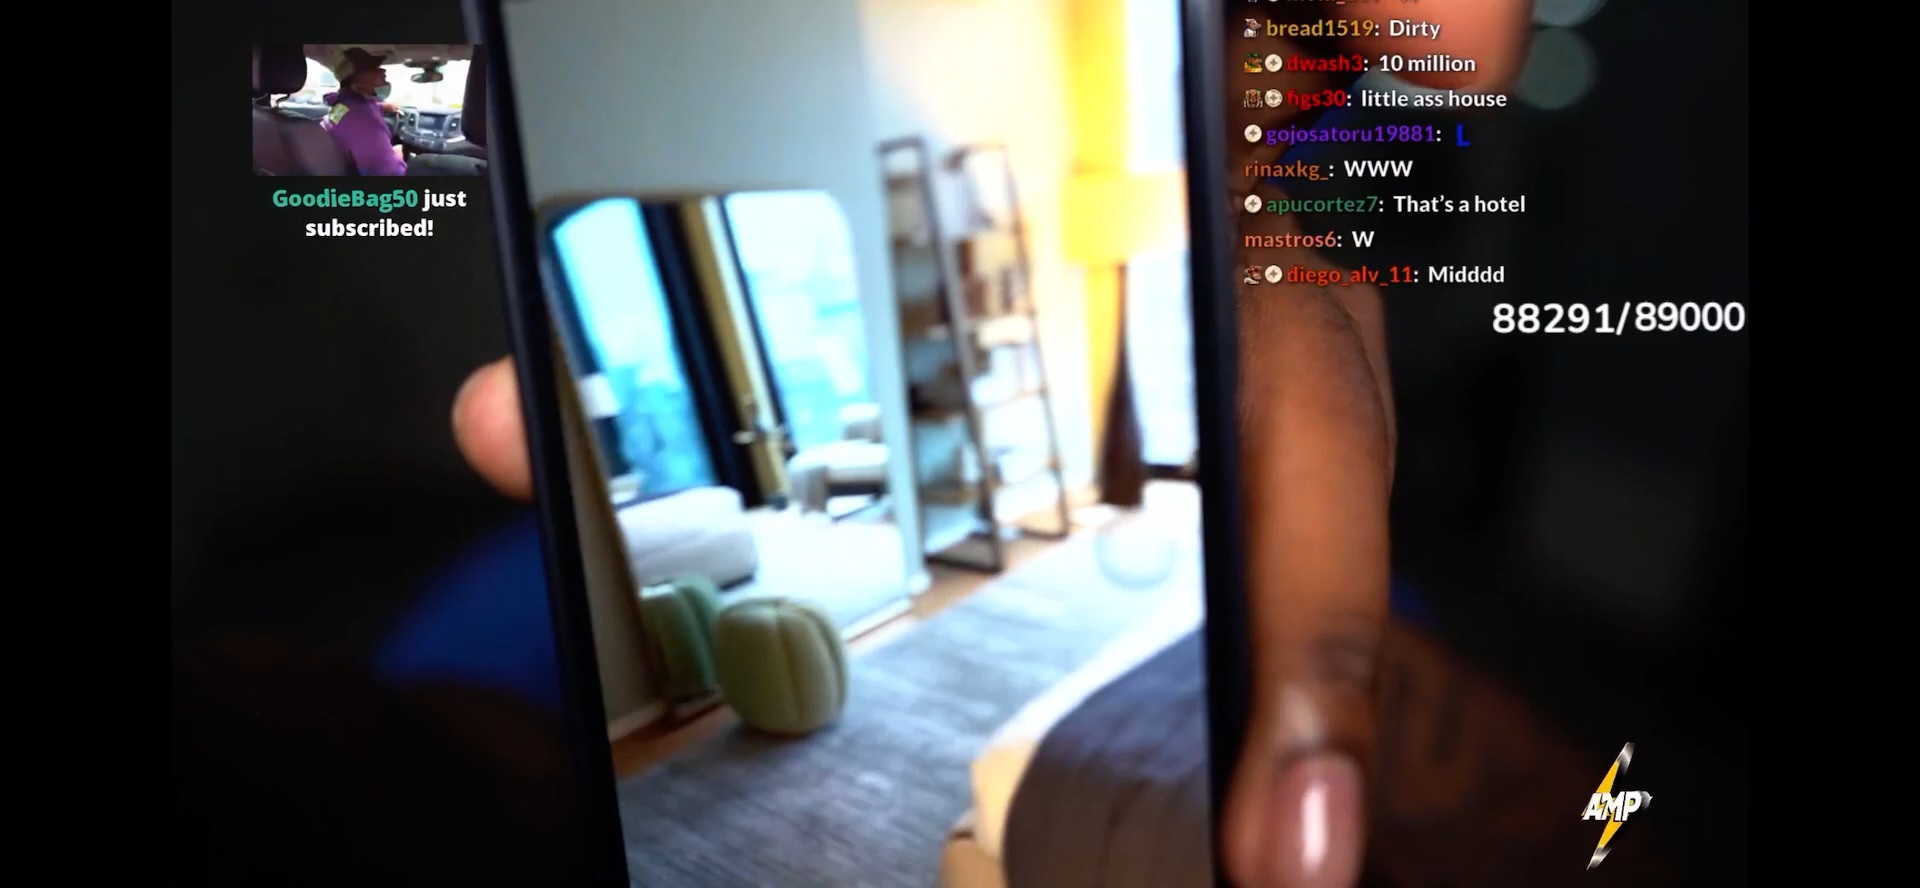 bread1519: Dirty
dwash3: 10 million
figs30: little ass house
gojosatoru19881: L
rinaxkg_: WWW
apucortez7: That's a hotel
mastros6: W
diego_alv_11: Midddd
88291/89000
GoodieBag50 just
subscribed!
AMP